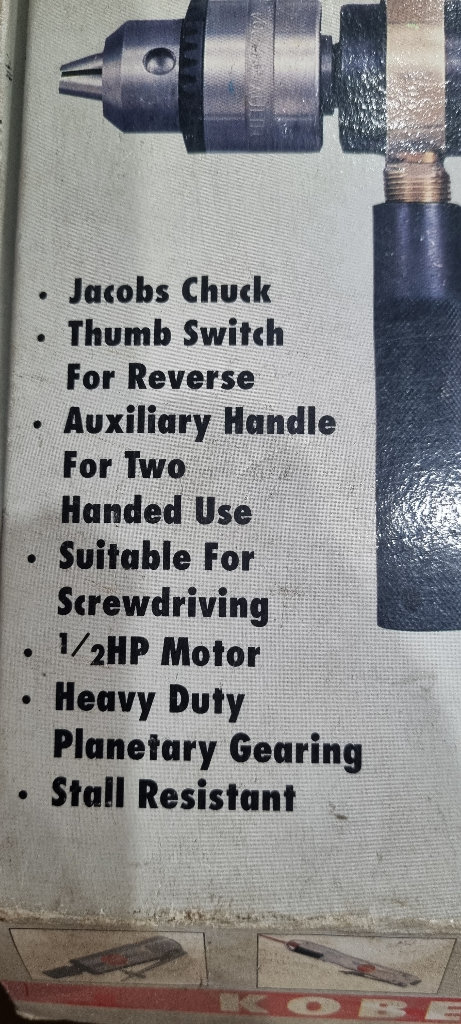 • Jacobs Chuck
• Thumb Switch
For Reverse
• Auxiliary Handle
For Two
Handed Use
• Suitable For
Screwdriving
• 1/2HP Motor
• Heavy Duty
Planetary Gearing
• Stall Resistant
KOBE